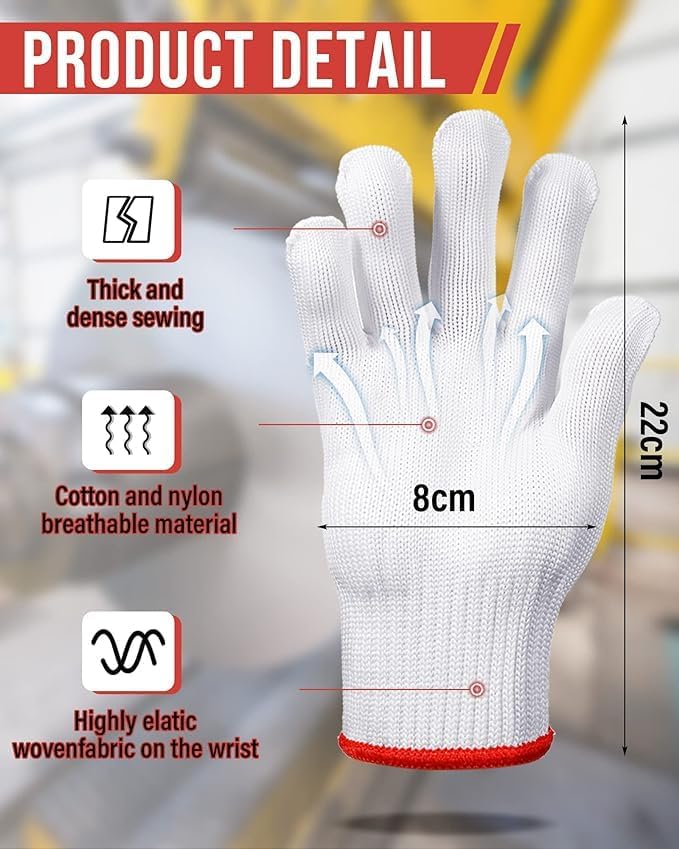 PRODUCT DETAIL
Thick and
dense sewing
Cotton and nylon
breathable material
Highly elatic
wovenfabric on the wrist
8cm
22cm